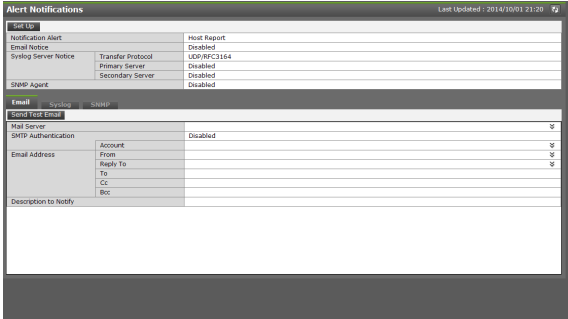 Alert Notifications Last Updated : 2014/10/01 21:20
Set Up
Notification Alert Host Report
Email Notice Disabled
Syslog Server Notice Transfer Protocol UDP/RFC3164
Primary Server Disabled
Secondary Server Disabled
SNMP Agent Disabled
Email Syslog SNMP
Send Test Email
Mail Server
SMTP Authentication Disabled
Account
Email Address From
Reply To
To
Cc
Bcc
Description to Notify